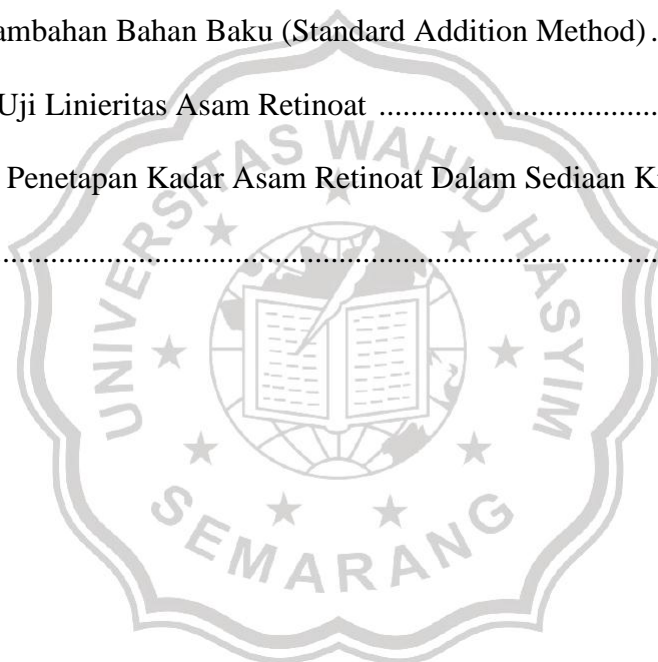 ambahan Bahan Baku (Standard Addition Method) .
Uji Linieritas Asam Retinoat ...................................
Penetapan Kadar Asam Retinoat Dalam Sediaan K
...................................................................................
UNIVERSITAS WAHID HASYIM
SEMARANG